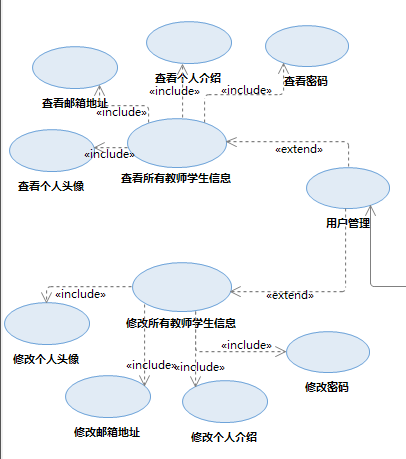 查看个人介绍
查看密码
«include»
«include»
查看邮箱地址
«include»
«include»
«extend»
查看个人头像
查看所有教师学生信息
用户管理
«include»
«extend»
修改所有教师学生信息
«include»
修改个人头像
«include»
«include»
修改密码
修改邮箱地址
修改个人介绍